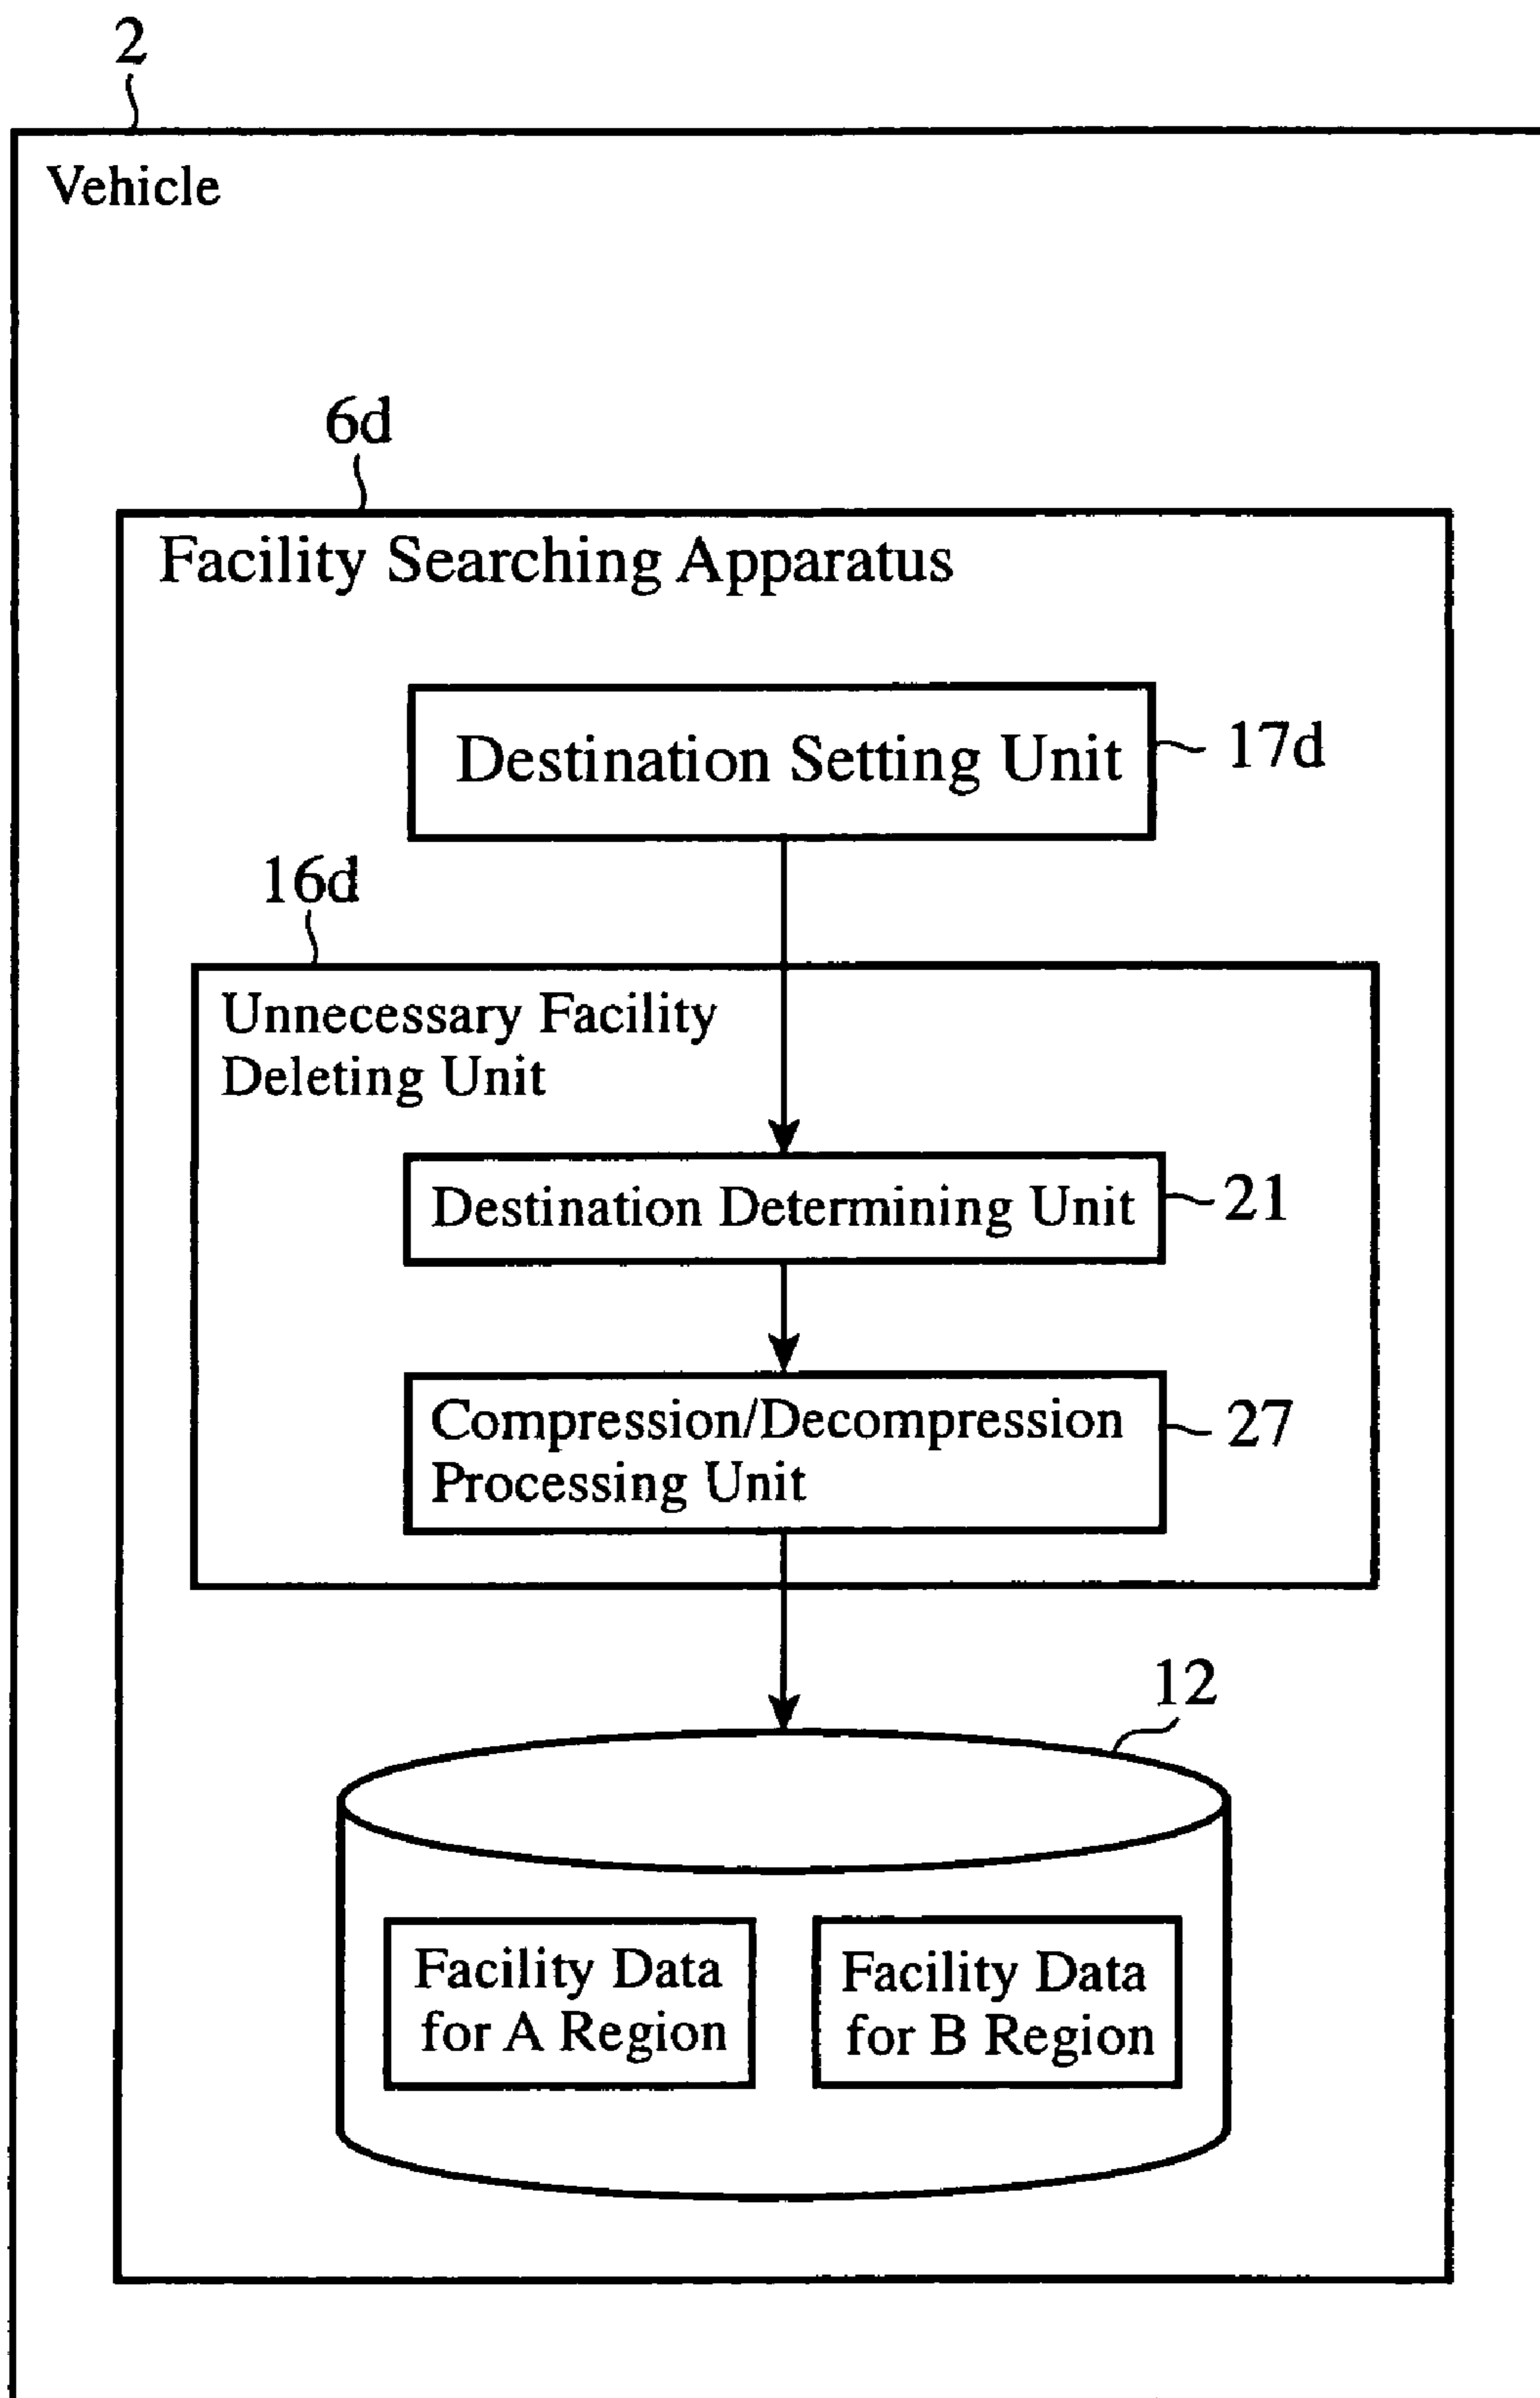 2
Vehicle
6d
Facility Searching Apparatus
Destination Setting Unit
17d
16d
Unnecessary Facility
Deleting Unit
Destination Determining Unit
21
Compression/Decompression
Processing Unit
27
12
Facility Data
for A Region
Facility Data
for B Region